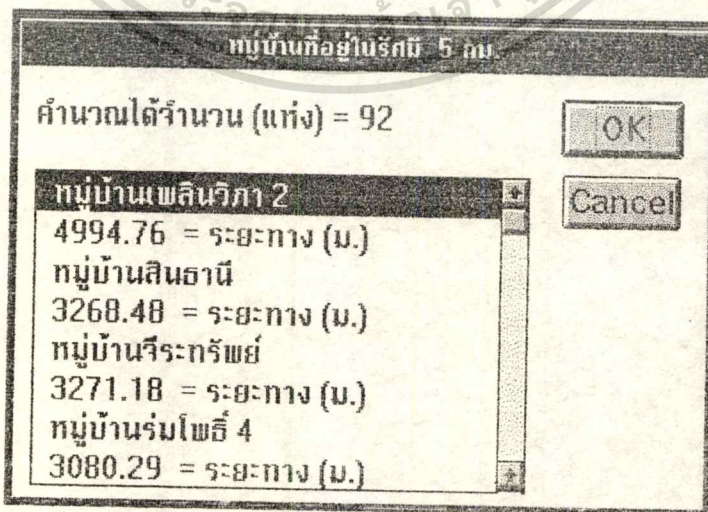 หมู่บ้านที่อยู่ในรัศมี 5 กม.
คำนวณได้จำนวน (แห่ง) = 92
OK
หมู่บ้านเพลินวิภา 2
Cancel
4994.76 = ระยะทาง (ม.)
หมู่บ้านสินธานี
3268.48 = ระยะทาง (ม.)
หมู่บ้านจีระทรัพย์
3271.18 = ระยะทาง (ม.)
หมู่บ้านร่มโพธิ์ 4
3080.29 = ระยะทาง (ม.)